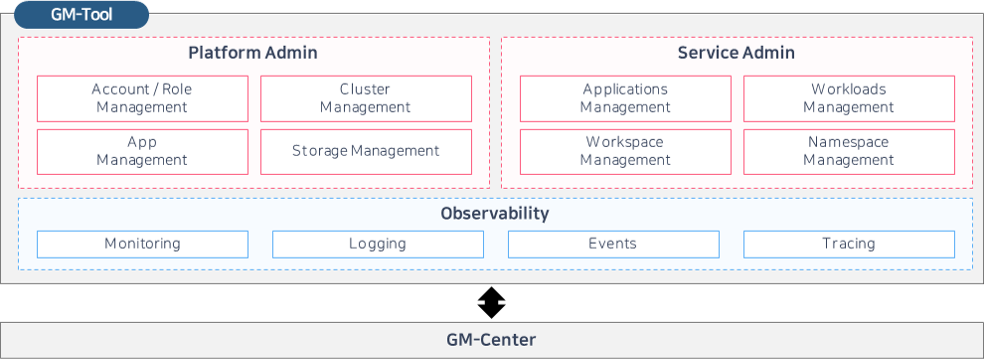 GM-Tool
Platform Admin
Account / Role
Management
Cluster
Management
App
Management
Storage Management
Service Admin
Applications
Management
Workloads
Management
Workspace
Management
Namespace
Management
Observability
Monitoring
Logging
Events
Tracing
GM-Center